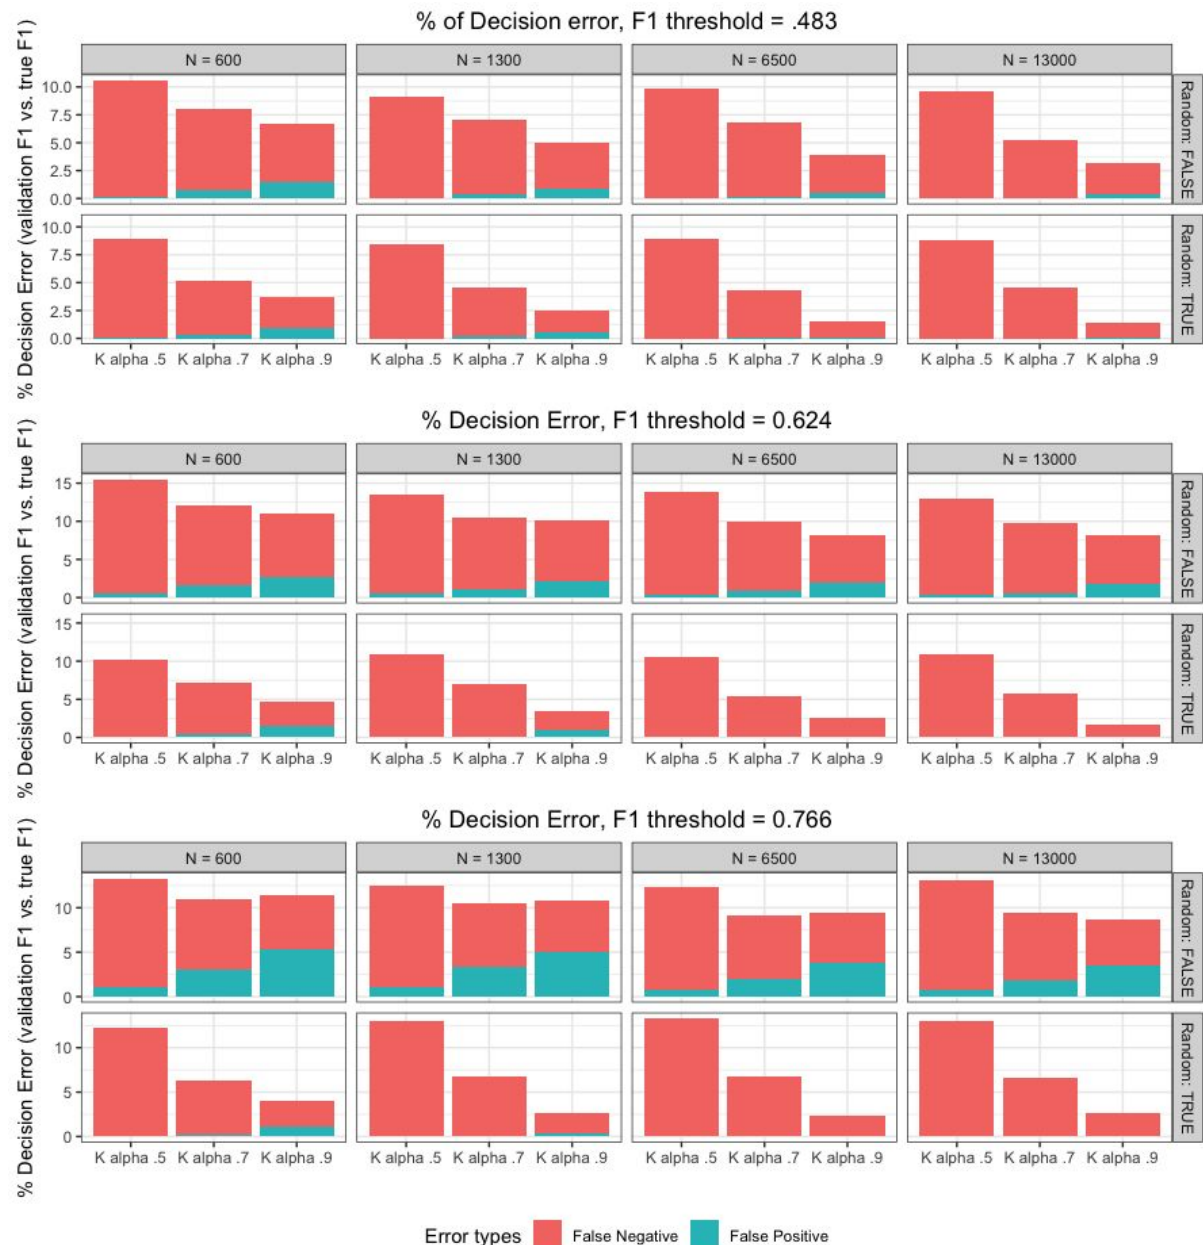 % of Decision error, F1 threshold = .483
N = 600 N = 1300 N = 6500 N = 13000
% Decision Error (validation F1 vs. true F1)
10.0
7.5
5.0
2.5
0.0
Random: FALSE
10.0
7.5
5.0
2.5
0.0
Random: TRUE
K alpha .5 K alpha .7 K alpha .9 K alpha .5 K alpha .7 K alpha .9 K alpha .5 K alpha .7 K alpha .9 K alpha .5 K alpha .7 K alpha .9
% Decision Error, F1 threshold = 0.624
N = 600 N = 1300 N = 6500 N = 13000
% Decision Error (validation F1 vs. true F1)
15
10
5
0
Random: FALSE
15
10
5
0
Random: TRUE
K alpha .5 K alpha .7 K alpha .9 K alpha .5 K alpha .7 K alpha .9 K alpha .5 K alpha .7 K alpha .9 K alpha .5 K alpha .7 K alpha .9
% Decision Error, F1 threshold = 0.766
N = 600 N = 1300 N = 6500 N = 13000
% Decision Error (validation F1 vs. true F1)
10
5
0
Random: FALSE
10
5
0
Random: TRUE
K alpha .5 K alpha .7 K alpha .9 K alpha .5 K alpha .7 K alpha .9 K alpha .5 K alpha .7 K alpha .9 K alpha .5 K alpha .7 K alpha .9
Error types False Negative False Positive